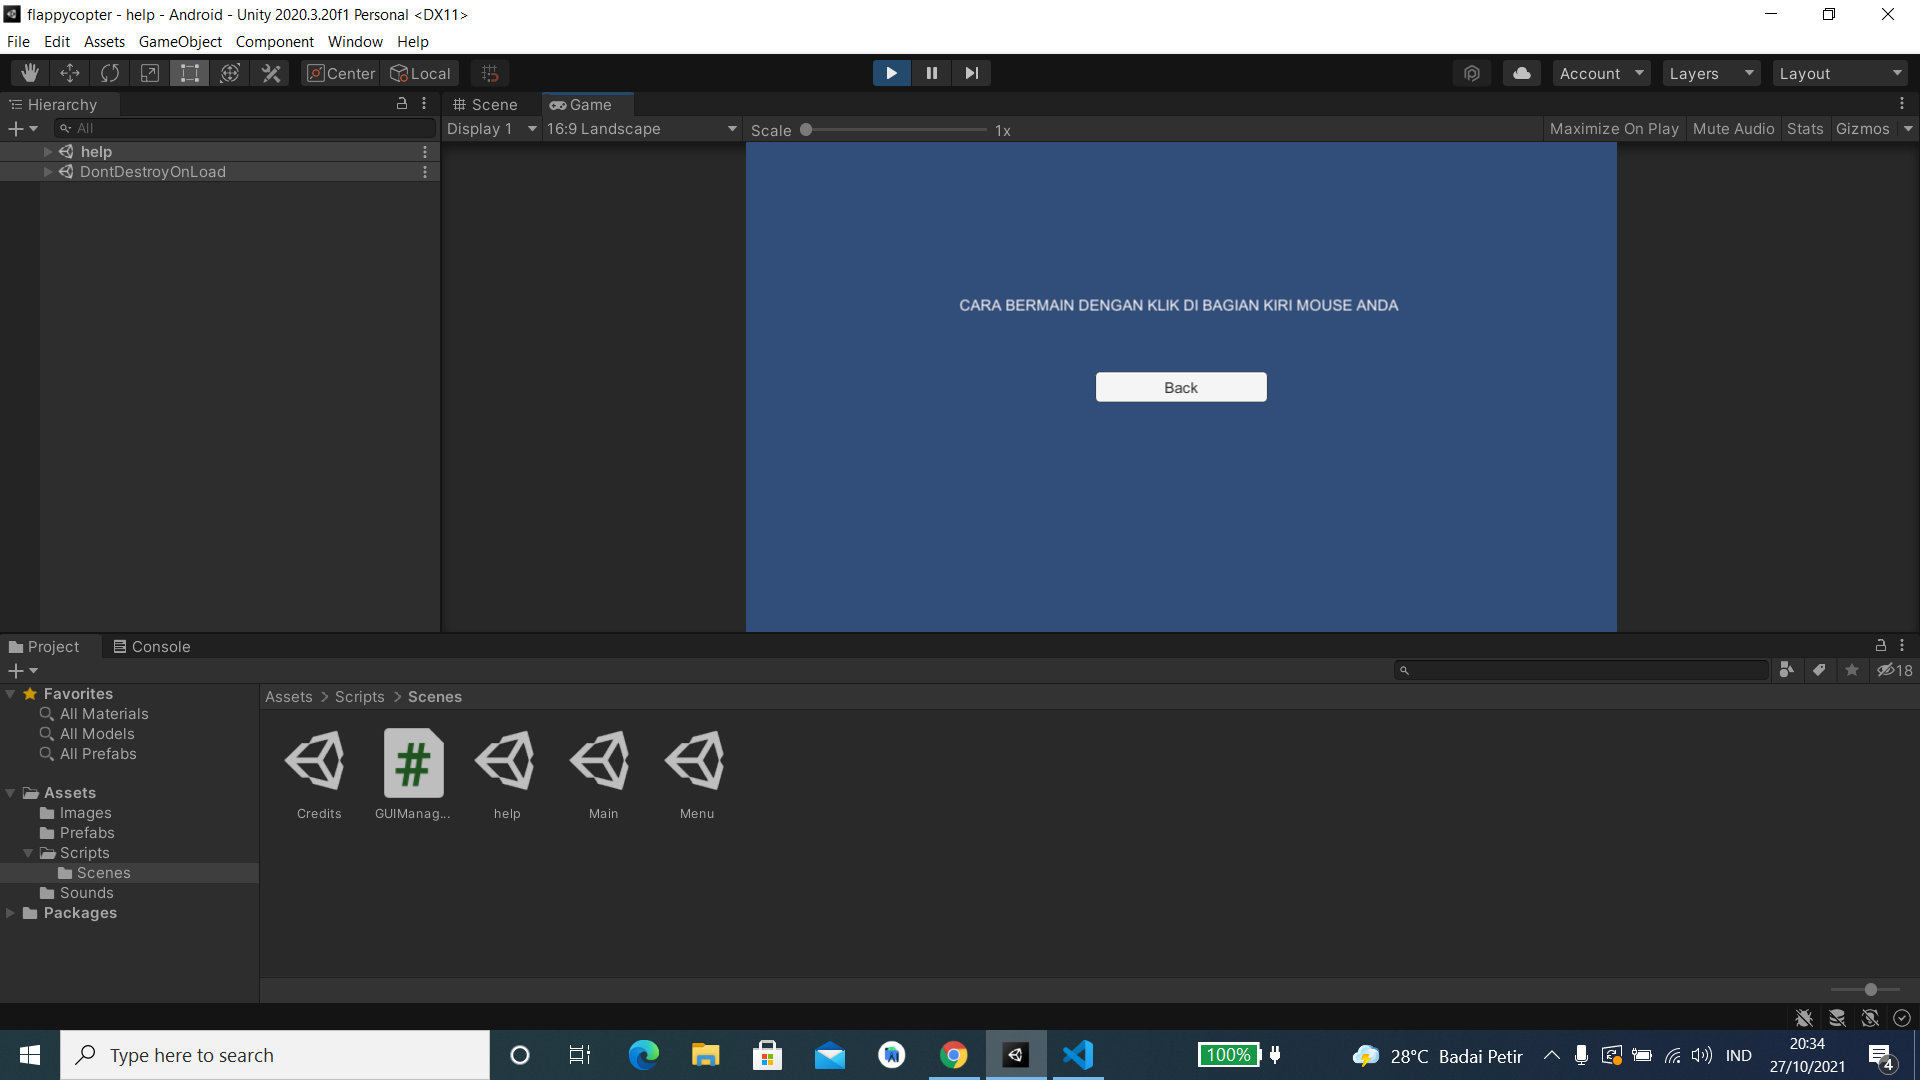 flappycopter - help - Android - Unity 2020.3.20f1 Personal <DX11>
File Edit Assets GameObject Component Window Help
Center Local Account Layers Layout
Hierarchy
All
help
DontDestroyOnLoad
Scene Game
Display 1 16:9 Landscape Scale 1x Maximize On Play Mute Audio Stats Gizmos
CARA BERMAIN DENGAN KLIK DI BAGIAN KIRI MOUSE ANDA
Back
Project Console
18
Favorites
All Materials
All Models
All Prefabs
Assets
Images
Prefabs
Scripts
Scenes
Sounds
Packages
Assets > Scripts > Scenes
Credits GUIManag... help Main Menu
Type here to search
100%
28°C Badai Petir
IND
20:34
27/10/2021
4